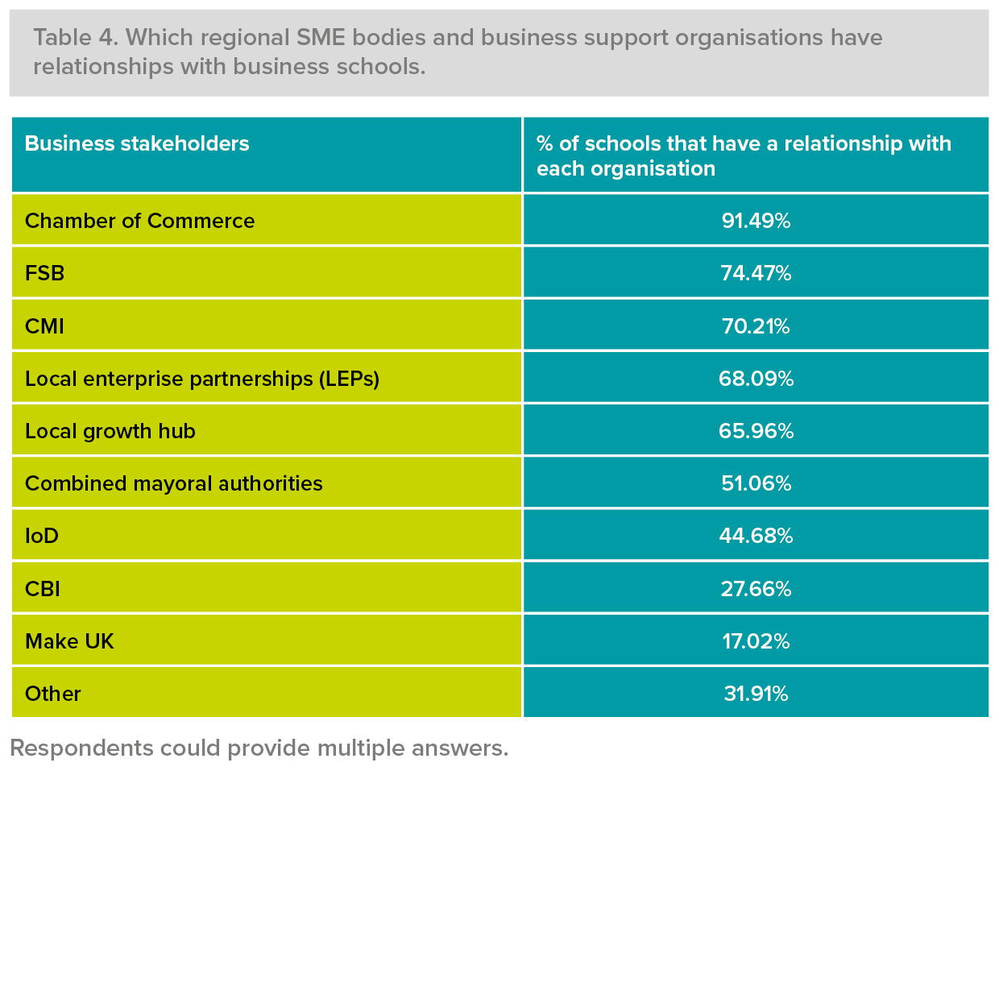 Table 4. Which regional SME bodies and business support organisations have
relationships with business schools.
Business stakeholders
% of schools that have a relationship with
each organisation
Chamber of Commerce
91.49%
FSB
74.47%
CMI
70.21%
Local enterprise partnerships (LEPs)
68.09%
Local growth hub
65.96%
Combined mayoral authorities
51.06%
IoD
44.68%
CBI
27.66%
Make UK
17.02%
Other
31.91%
Respondents could provide multiple answers.